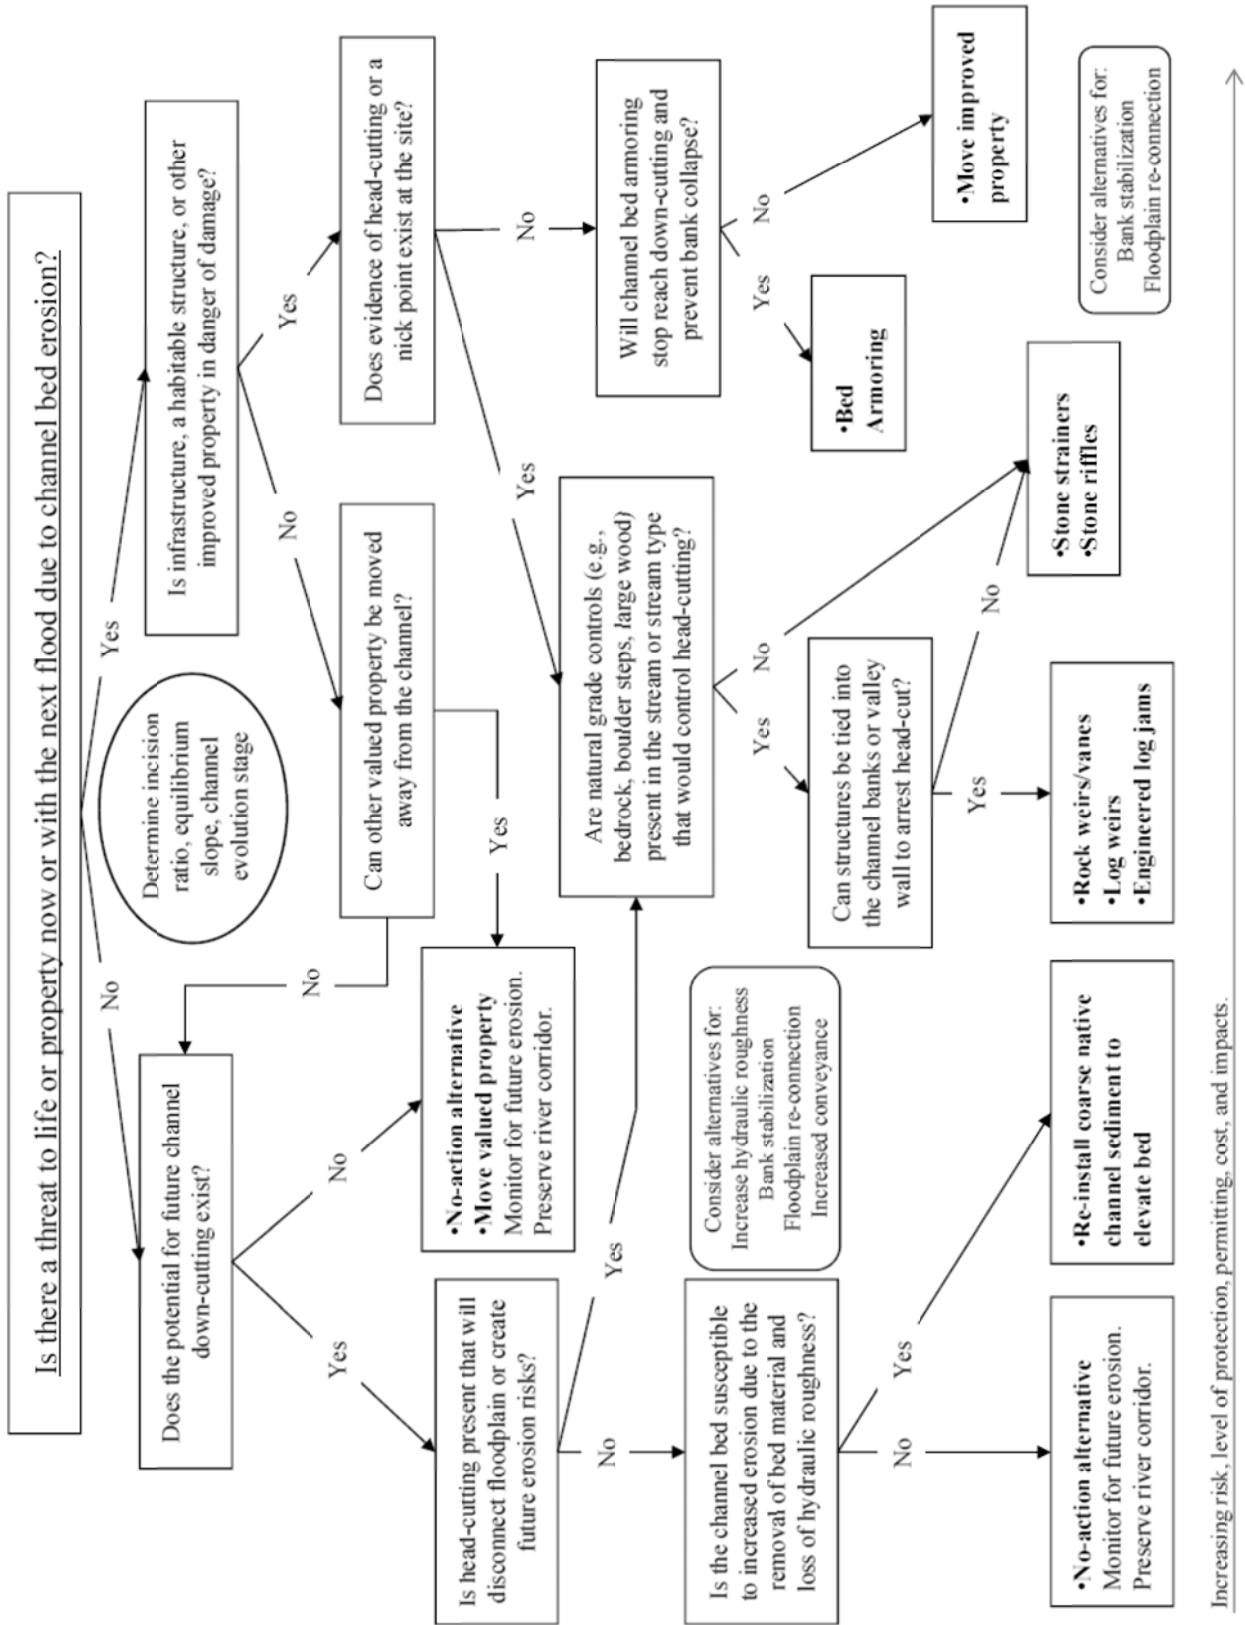 Is there a threat to life or property now or with the next flood due to channel bed erosion?
No
Yes
Determine incision
ratio, equilibrium
slope, channel
evolution stage
Is infrastructure, a habitable structure, or other
improved property in danger of damage?
No
Yes
Does the potential for future channel
down-cutting exist?
No
Can other valued property be moved
away from the channel?
Does evidence of head-cutting or a
nick point exist at the site?
Yes
No
Yes
Yes
No
•No-action alternative
•Move valued property
Monitor for future erosion.
Preserve river corridor.
Is head-cutting present that will
disconnect floodplain or create
future erosion risks?
No
Yes
Are natural grade controls (e.g.,
bedrock, boulder steps, large wood)
present in the stream or stream type
that would control head-cutting?
Will channel bed armoring
stop reach down-cutting and
prevent bank collapse?
Is the channel bed susceptible
to increased erosion due to the
removal of bed material and
loss of hydraulic roughness?
Consider alternatives for:
Increase hydraulic roughness
Bank stabilization
Floodplain re-connection
Increased conveyance
Yes
No
Yes
No
Can structures be tied into
the channel banks or valley
wall to arrest head-cut?
•Bed
Armoring
•Move improved
property
No
Yes
Yes
No
•No-action alternative
Monitor for future erosion.
Preserve river corridor.
•Re-install coarse native
channel sediment to
elevate bed
•Rock weirs/vanes
•Log weirs
•Engineered log jams
•Stone strainers
•Stone riffles
Consider alternatives for:
Bank stabilization
Floodplain re-connection
Increasing risk, level of protection, permitting, cost, and impacts.